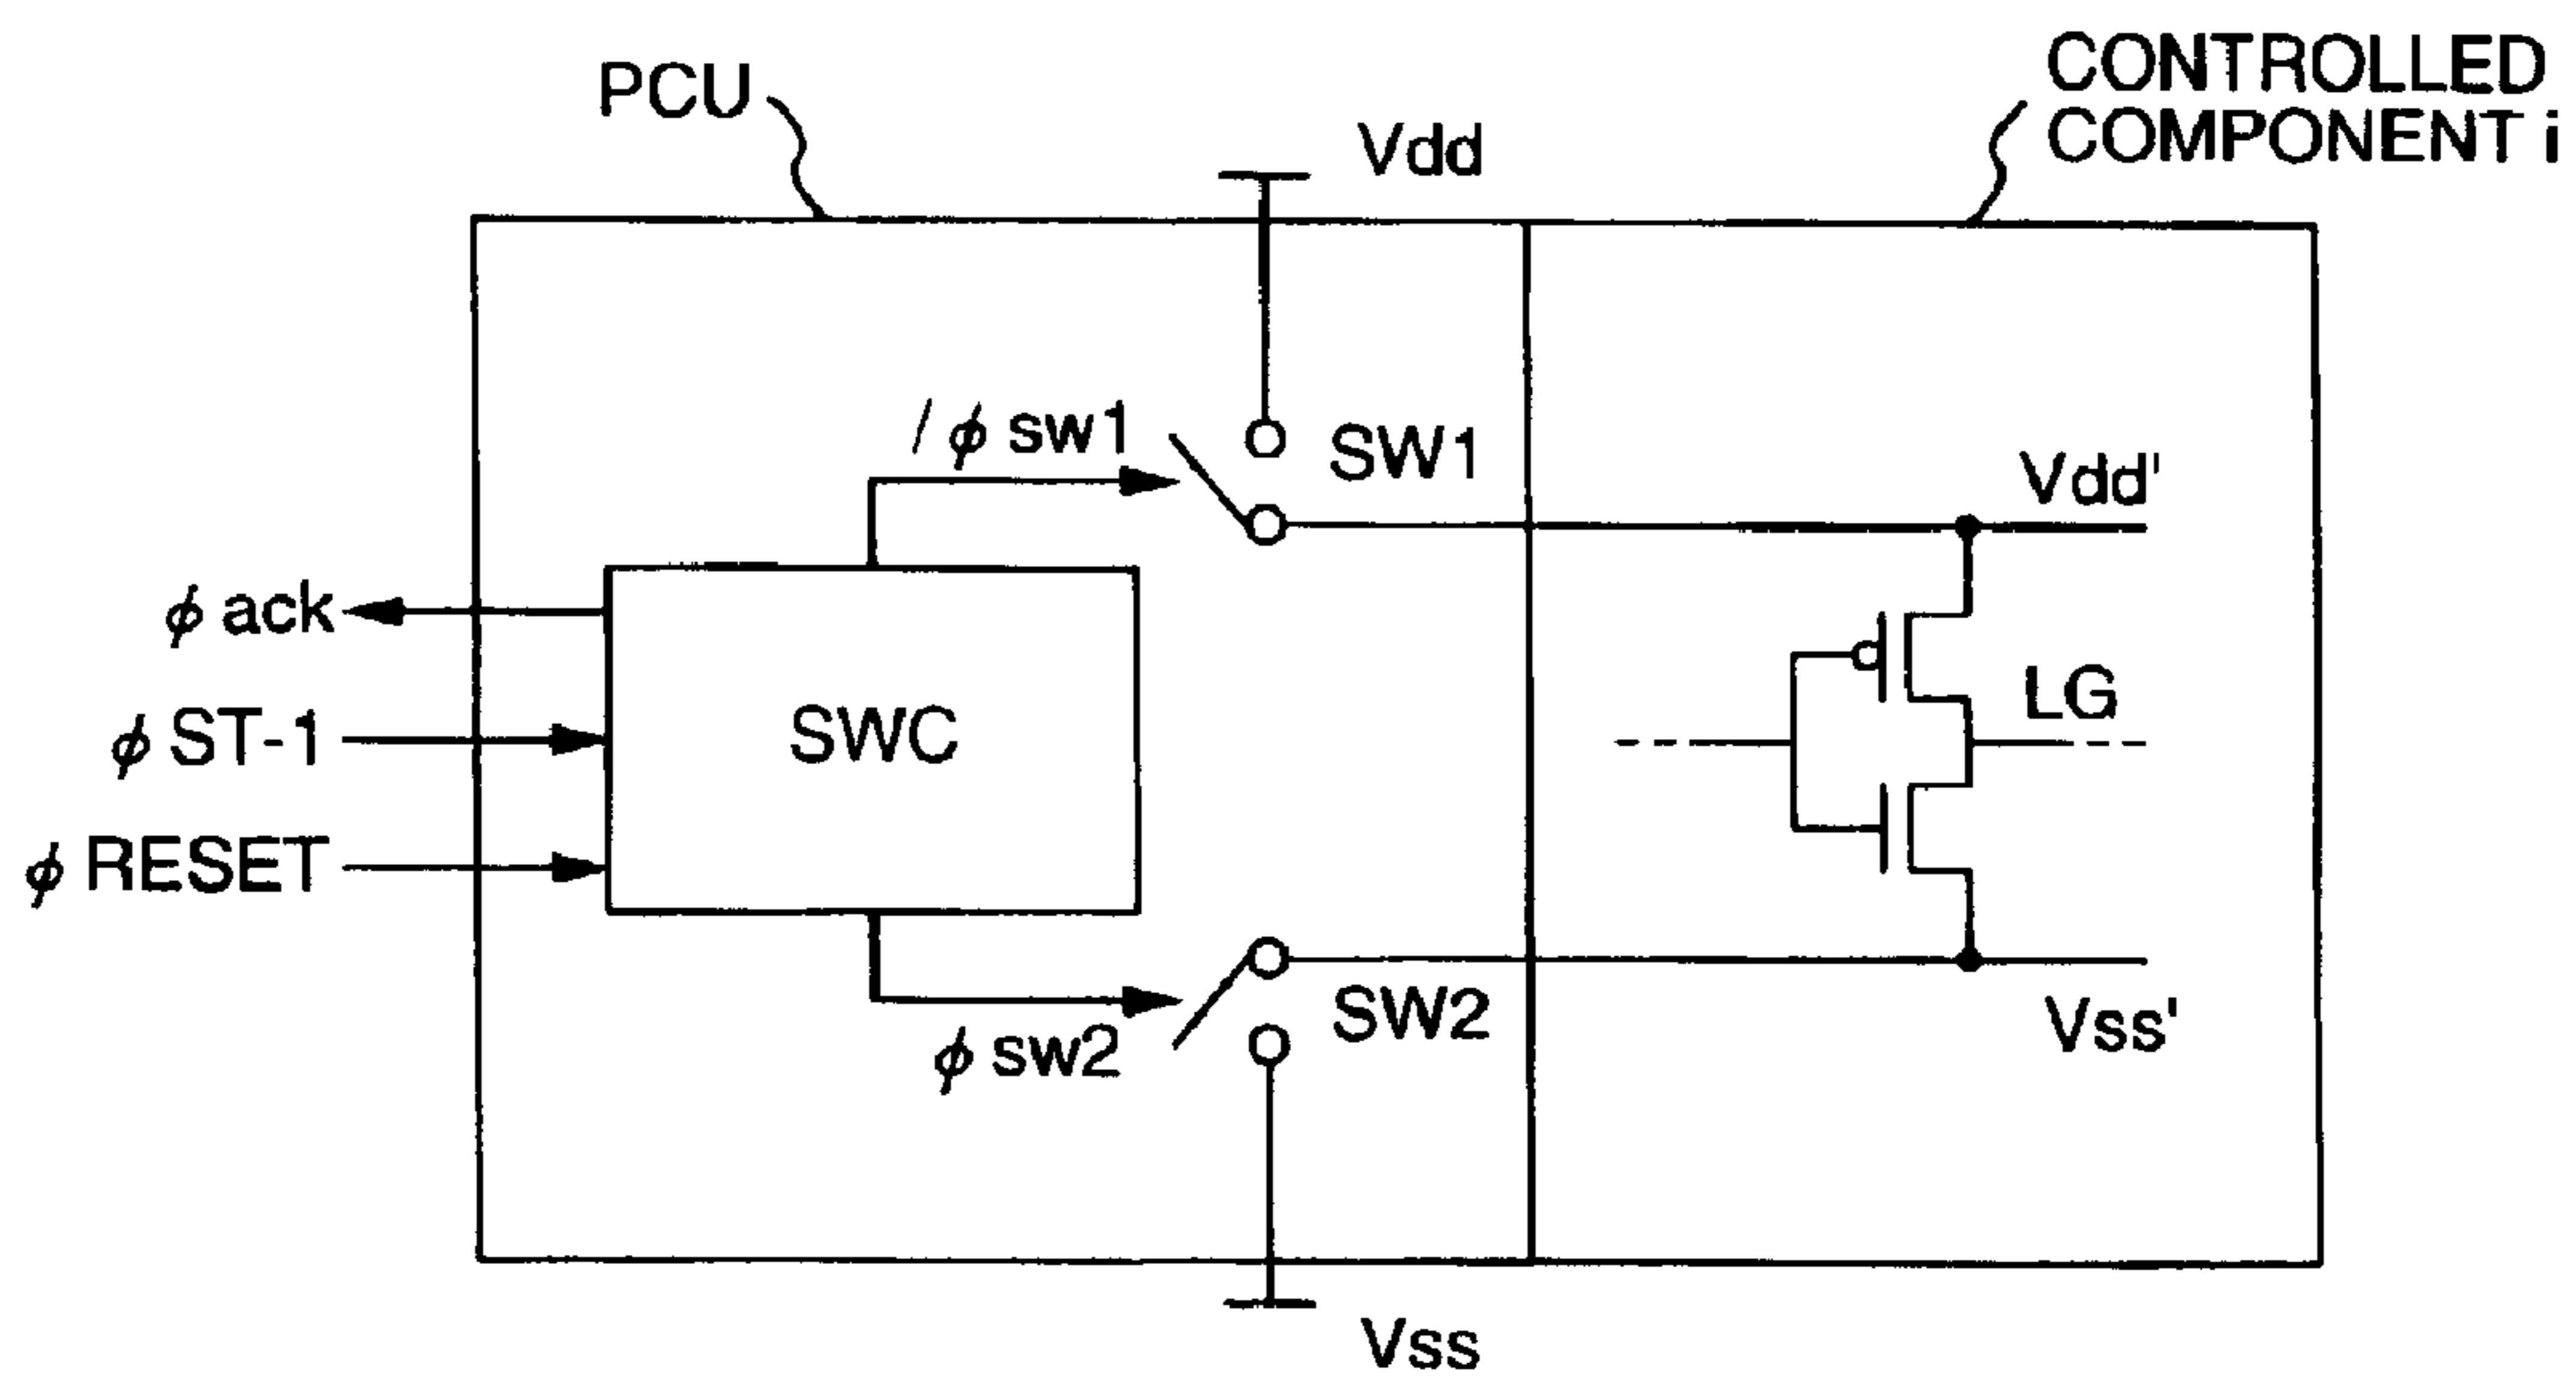 PCU
CONTROLLED
COMPONENT i
Vdd
/ϕ sw1
SW1
Vdd'
ϕ ack
ϕ ST-1
SWC
LG
ϕ RESET
ϕ sw2
SW2
Vss'
Vss